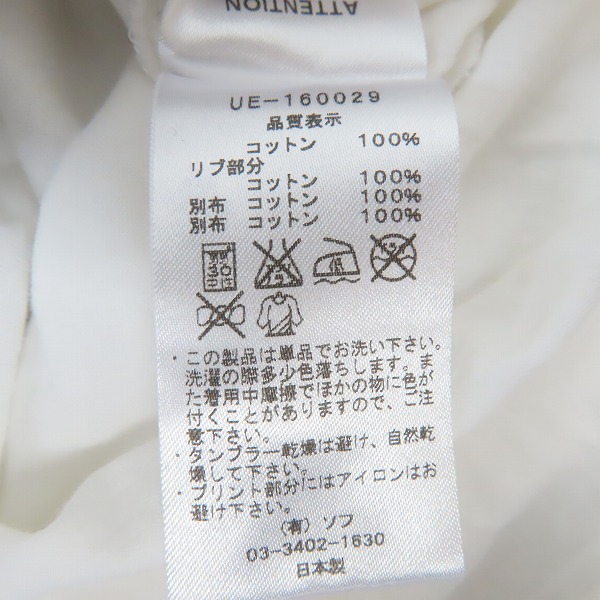 ATTENTION
UE-160029
品質表示
コットン 100%
リブ部分
コットン 100%
別布 コットン 100%
別布 コットン 100%
・この製品は単品でお洗い下さい。
洗濯の際多少色落ちします。ま
た着用中摩擦でほかの物に色が
付くことがありますので、ご注
意下さい。
・タンブラー乾燥は避け、自然乾
燥して下さい。
・プリント部分にはアイロンはお
避け下さい。
(有)ソフ
03-3402-1630
日本製